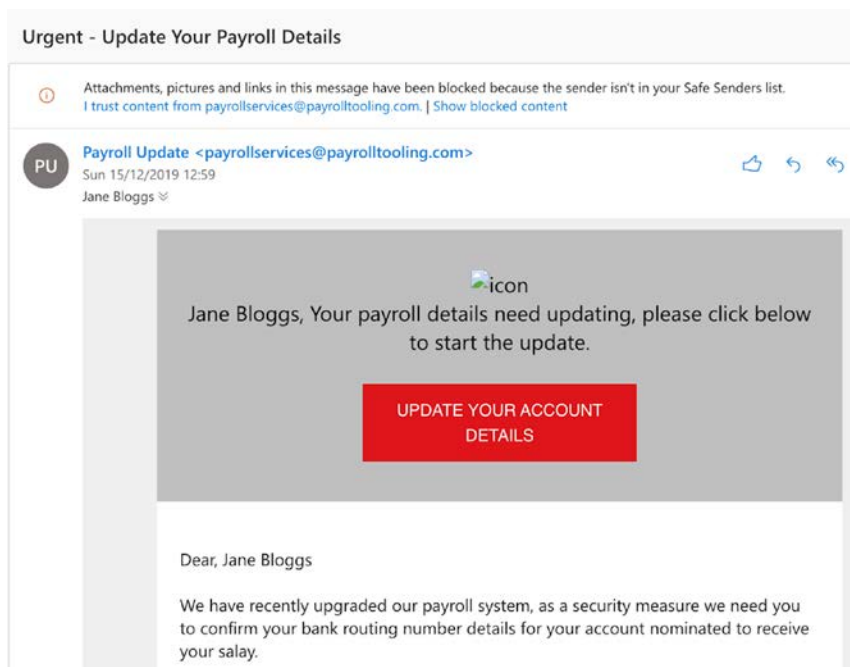 Urgent - Update Your Payroll Details
Attachments, pictures and links in this message have been blocked because the sender isn't in your Safe Senders list.
I trust content from payrollservices@payrolltooling.com. | Show blocked content
PU
Payroll Update <payrollservices@payrolltooling.com>
Sun 15/12/2019 12:59
Jane Bloggs
icon
Jane Bloggs, Your payroll details need updating, please click below
to start the update.
UPDATE YOUR ACCOUNT
DETAILS
Dear, Jane Bloggs
We have recently upgraded our payroll system, as a security measure we need you
to confirm your bank routing number details for your account nominated to receive
your salay.